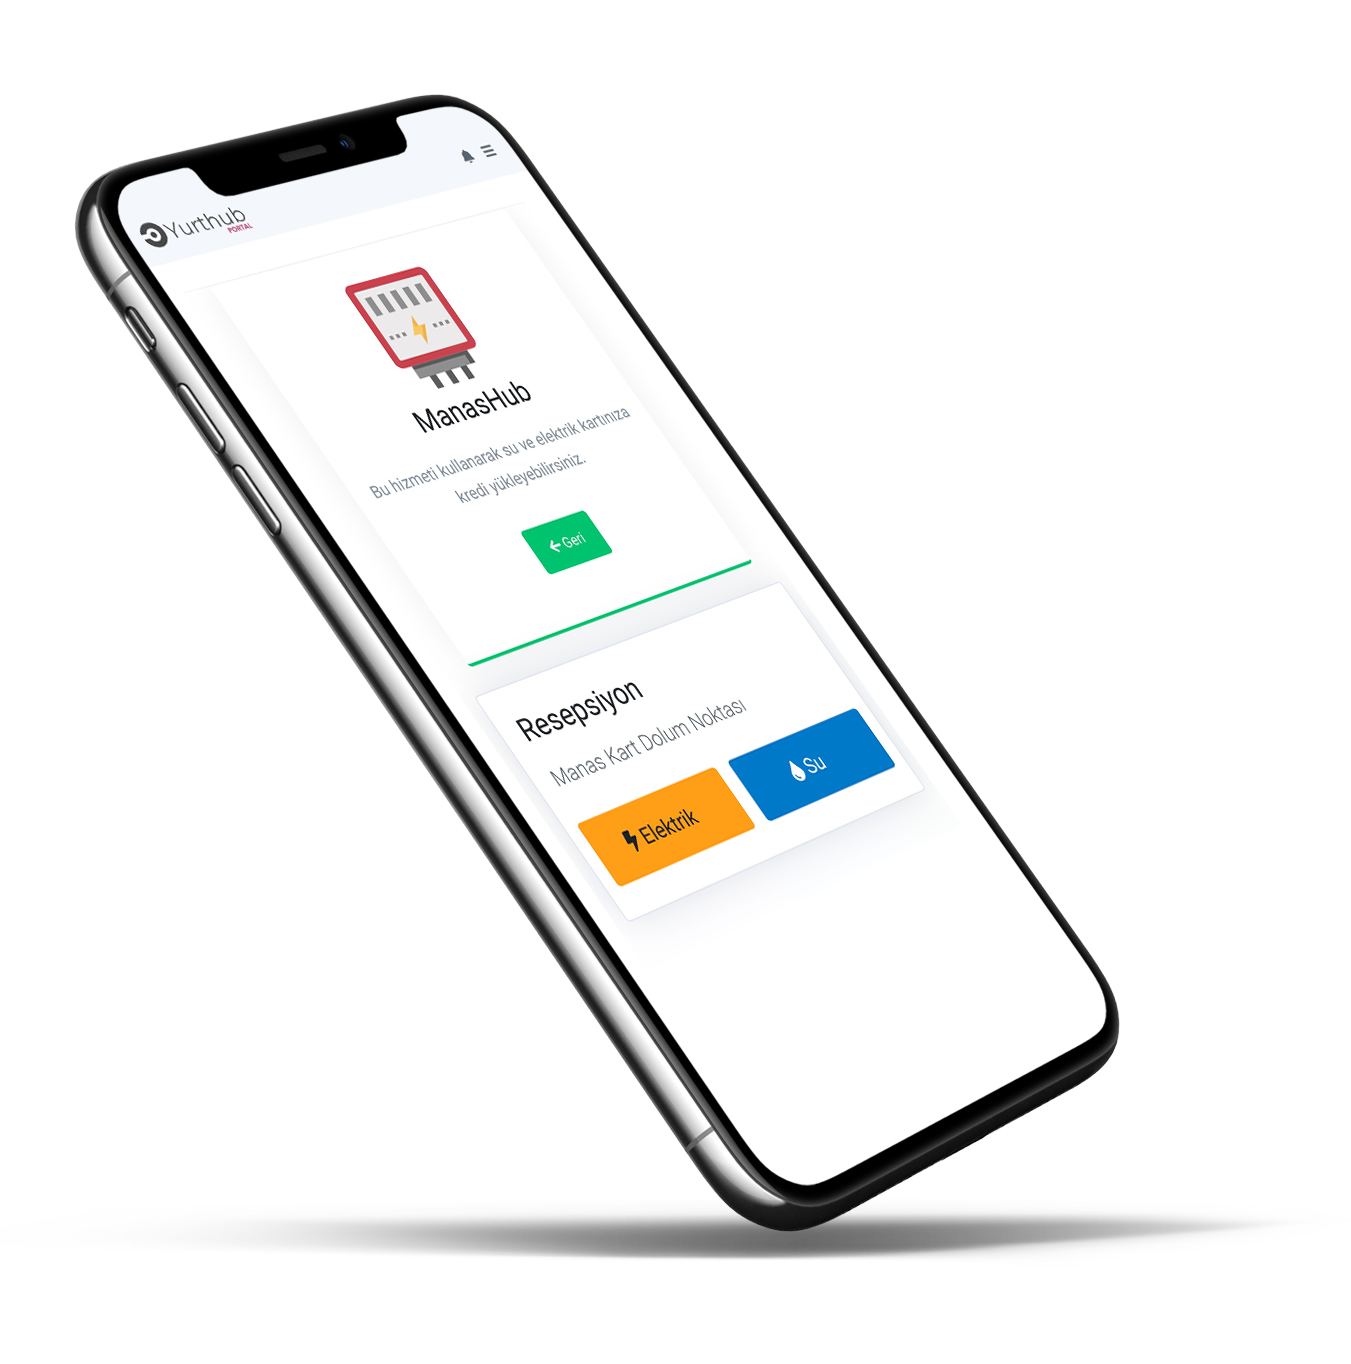 Yurthub
PORTAL
ManasHub
Bu hizmeti kullanarak su ve elektrik kartınıza
kredi yükleyebilirsiniz.
Geri
Resepsiyon
Manas Kart Dolum Noktası
Elektrik
Su